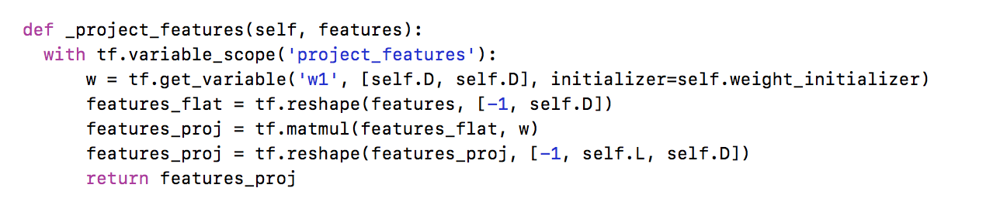 def _project_features(self, features):
  with tf.variable_scope('project_features'):
      w = tf.get_variable('w1', [self.D, self.D], initializer=self.weight_initializer)
      features_flat = tf.reshape(features, [-1, self.D])
      features_proj = tf.matmul(features_flat, w)
      features_proj = tf.reshape(features_proj, [-1, self.L, self.D])
      return features_proj